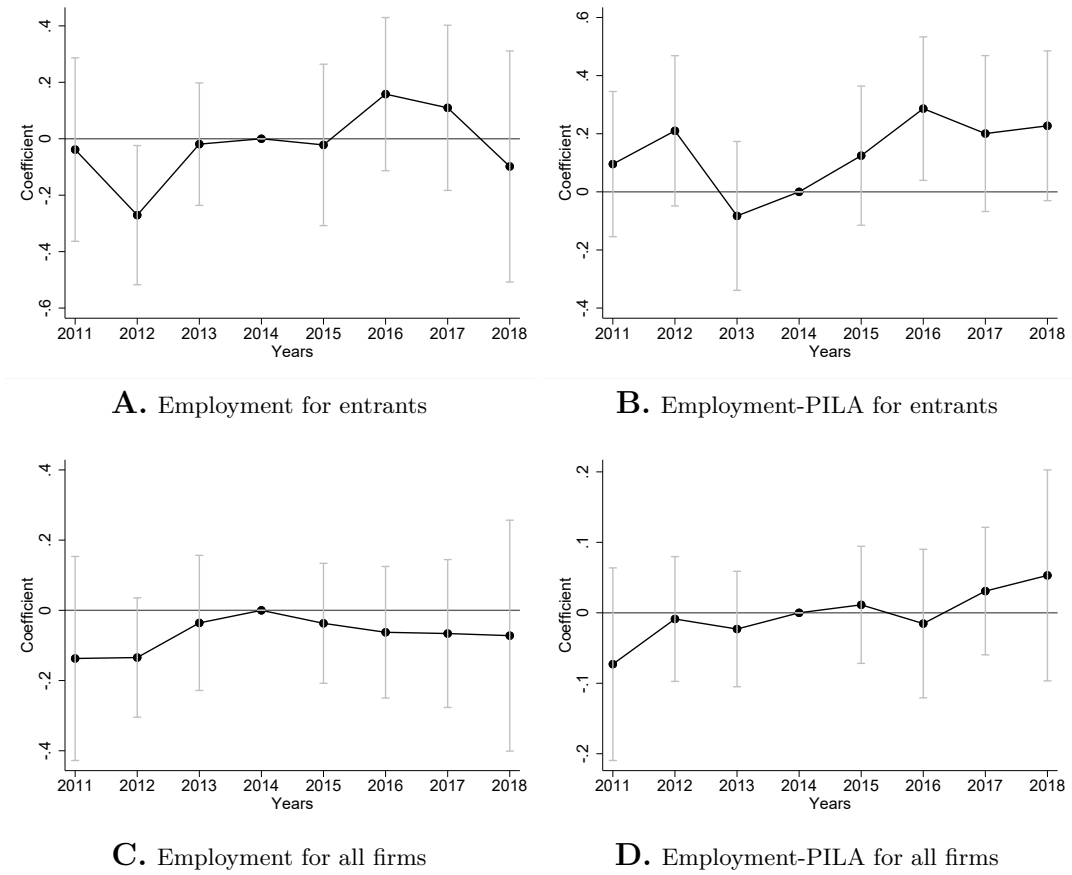 .4
.2
0
-.2
-.4
-.6
Coefficient
2011 2012 2013 2014 2015 2016 2017 2018
Years
A. Employment for entrants
.6
.4
.2
0
-.2
-.4
Coefficient
2011 2012 2013 2014 2015 2016 2017 2018
Years
B. Employment-PILA for entrants
.4
.2
0
-.2
-.4
Coefficient
2011 2012 2013 2014 2015 2016 2017 2018
Years
C. Employment for all firms
.2
.1
0
-.1
-.2
Coefficient
2011 2012 2013 2014 2015 2016 2017 2018
Years
D. Employment-PILA for all firms